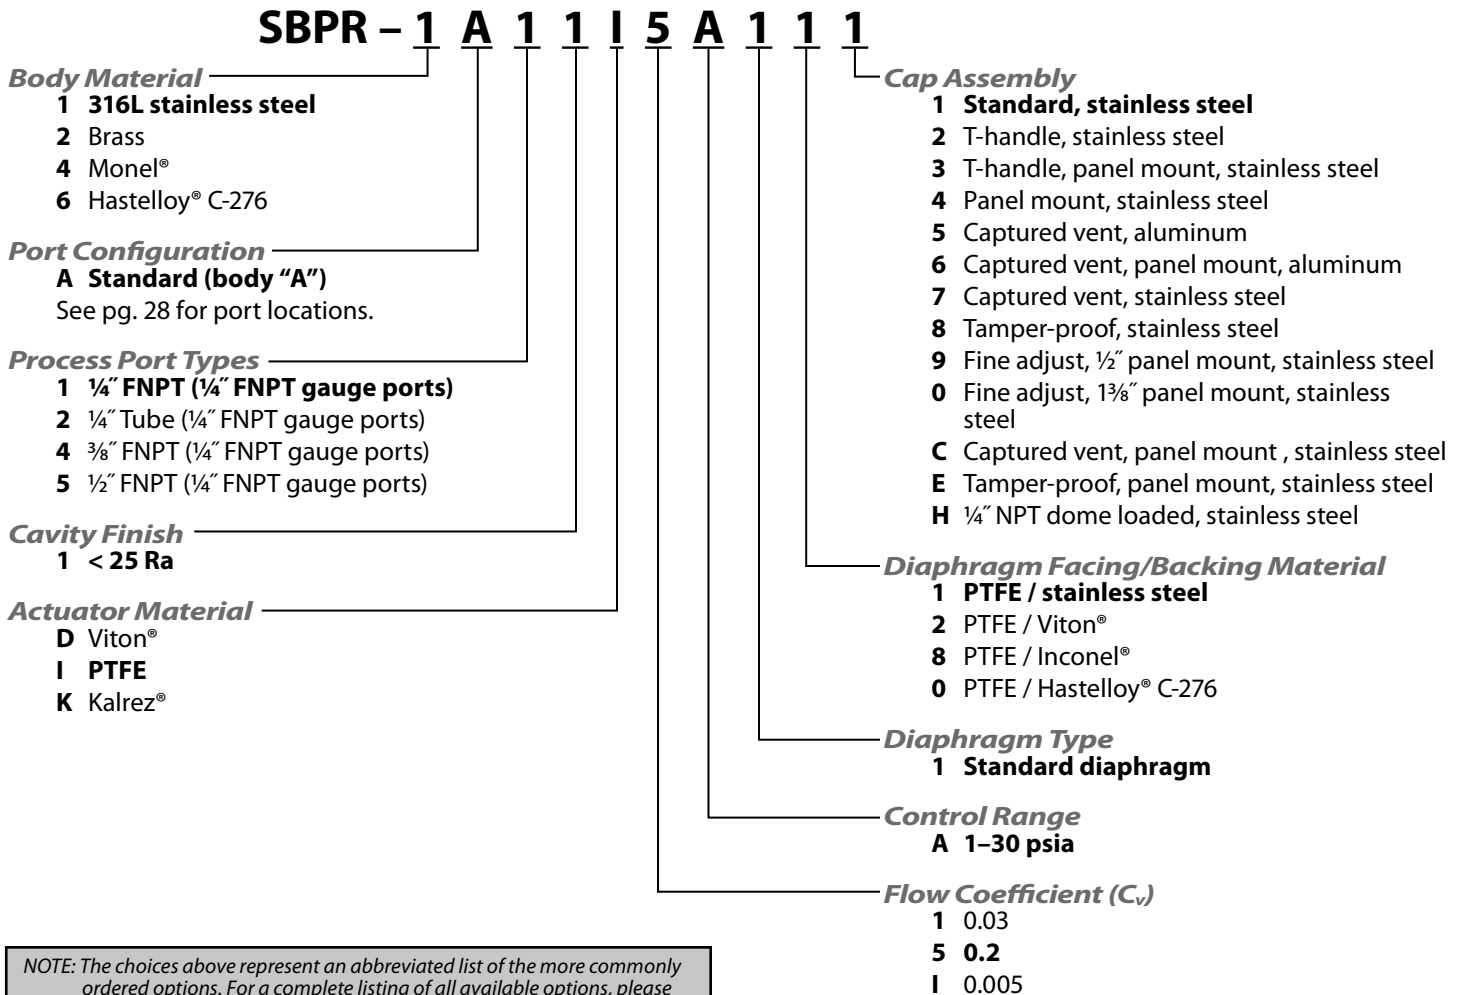 SBPR – 1 A 1 1 I 5 A 1 1 1
Body Material
1 316L stainless steel
2 Brass
4 Monel®
6 Hastelloy® C-276
Port Configuration
A Standard (body “A”)
See pg. 28 for port locations.
Process Port Types
1 ¼˝ FNPT (¼˝ FNPT gauge ports)
2 ¼˝ Tube (¼˝ FNPT gauge ports)
4 ⅜˝ FNPT (¼˝ FNPT gauge ports)
5 ½˝ FNPT (¼˝ FNPT gauge ports)
Cavity Finish
1 < 25 Ra
Actuator Material
D Viton®
I PTFE
K Kalrez®
Cap Assembly
1 Standard, stainless steel
2 T-handle, stainless steel
3 T-handle, panel mount, stainless steel
4 Panel mount, stainless steel
5 Captured vent, aluminum
6 Captured vent, panel mount, aluminum
7 Captured vent, stainless steel
8 Tamper-proof, stainless steel
9 Fine adjust, ½˝ panel mount, stainless steel
0 Fine adjust, 1⅜˝ panel mount, stainless
steel
C Captured vent, panel mount , stainless steel
E Tamper-proof, panel mount, stainless steel
H ¼˝ NPT dome loaded, stainless steel
Diaphragm Facing/Backing Material
1 PTFE / stainless steel
2 PTFE / Viton®
8 PTFE / Inconel®
0 PTFE / Hastelloy® C-276
Diaphragm Type
1 Standard diaphragm
Control Range
A 1–30 psia
Flow Coefficient (Cv)
1 0.03
5 0.2
I 0.005
NOTE: The choices above represent an abbreviated list of the more commonly
ordered options. For a complete listing of all available options, please